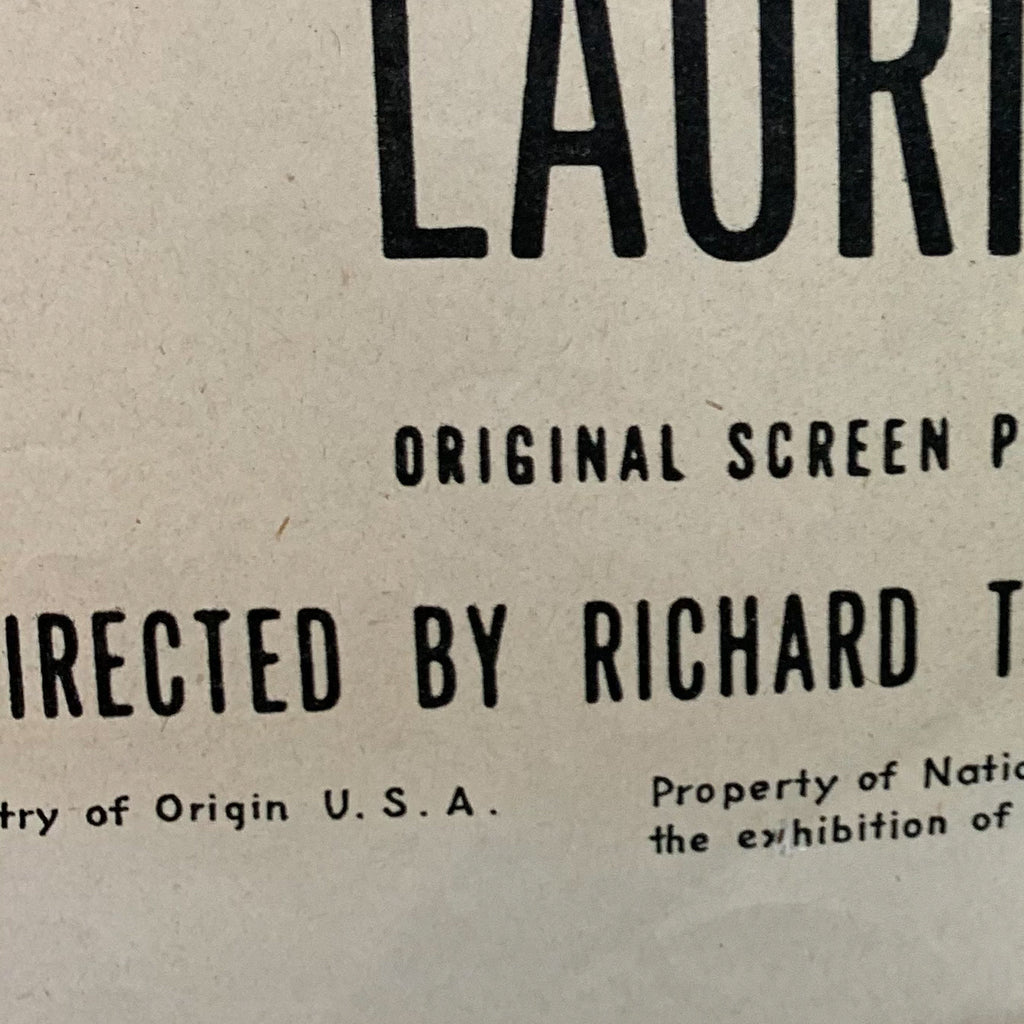 LAURI
ORIGINAL SCREEN P
IRECTED BY RICHARD T
try of Origin U.S.A.
Property of Natio
the exhibition of